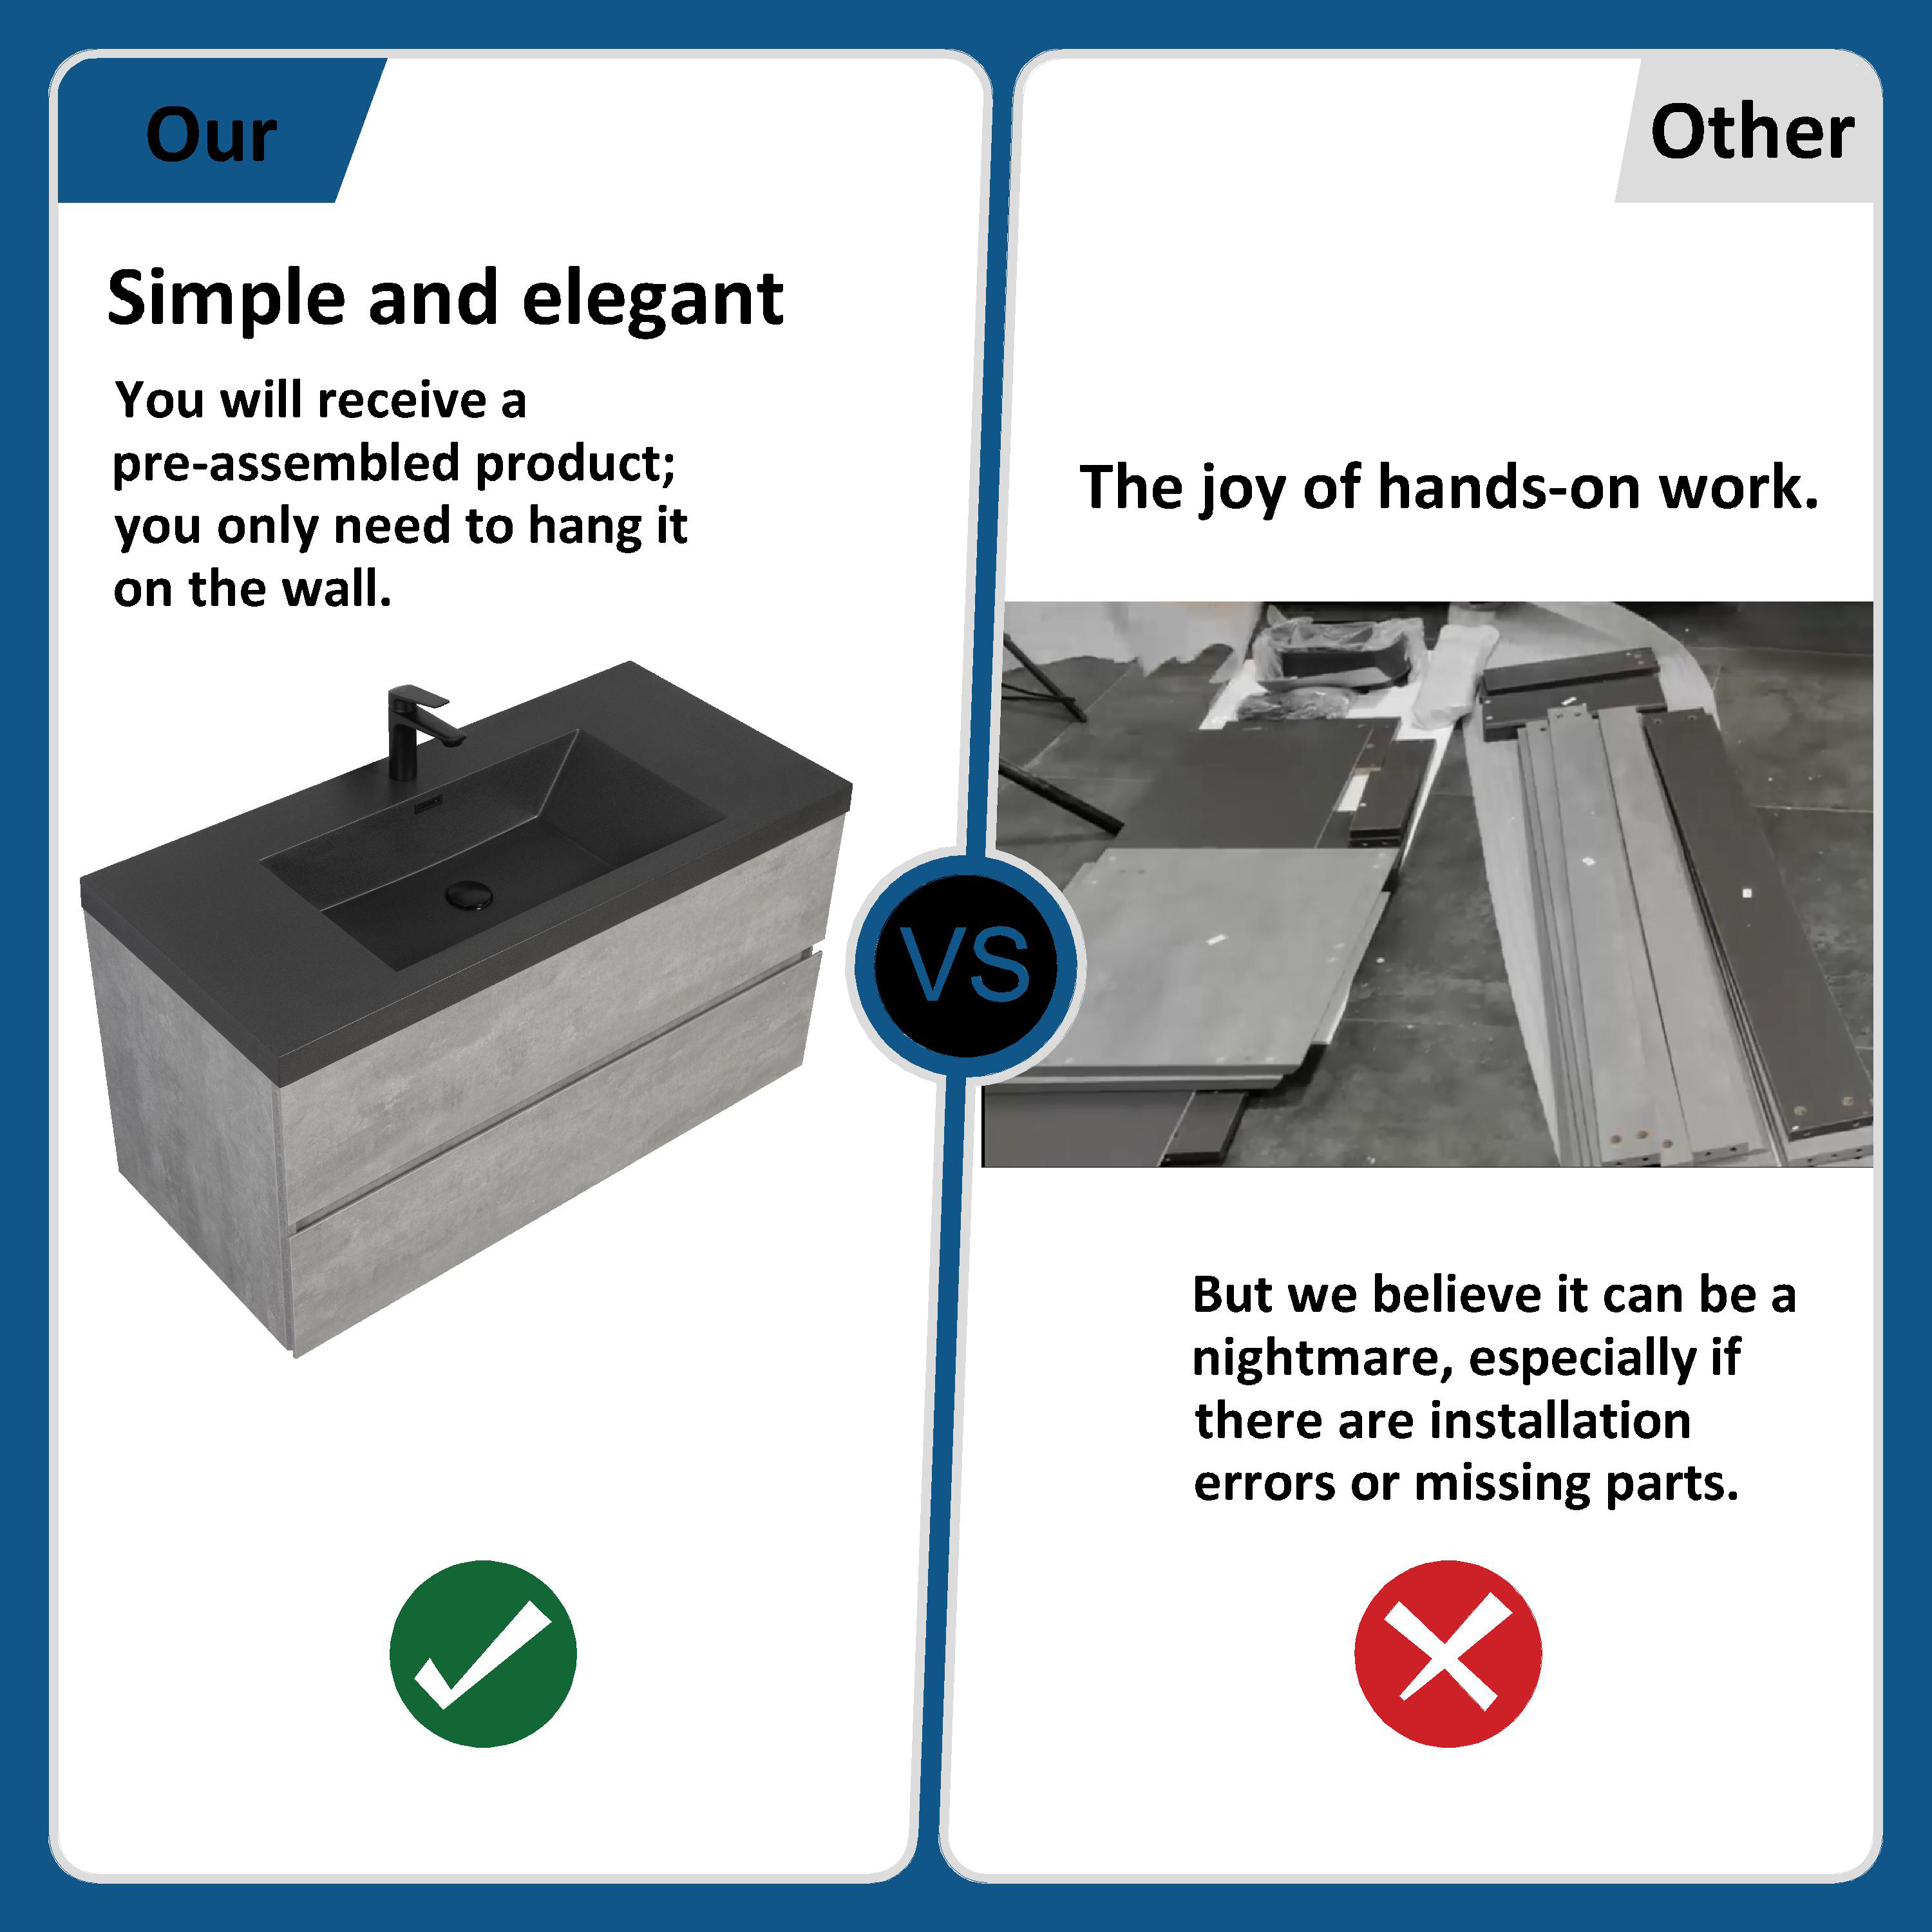 Our
Simple and elegant
You will receive a
pre-assembled product;
you only need to hang it
on the wall.
VS
Other
The joy of hands-on work.
But we believe it can be a
nightmare, especially if
there are installation
errors or missing parts.